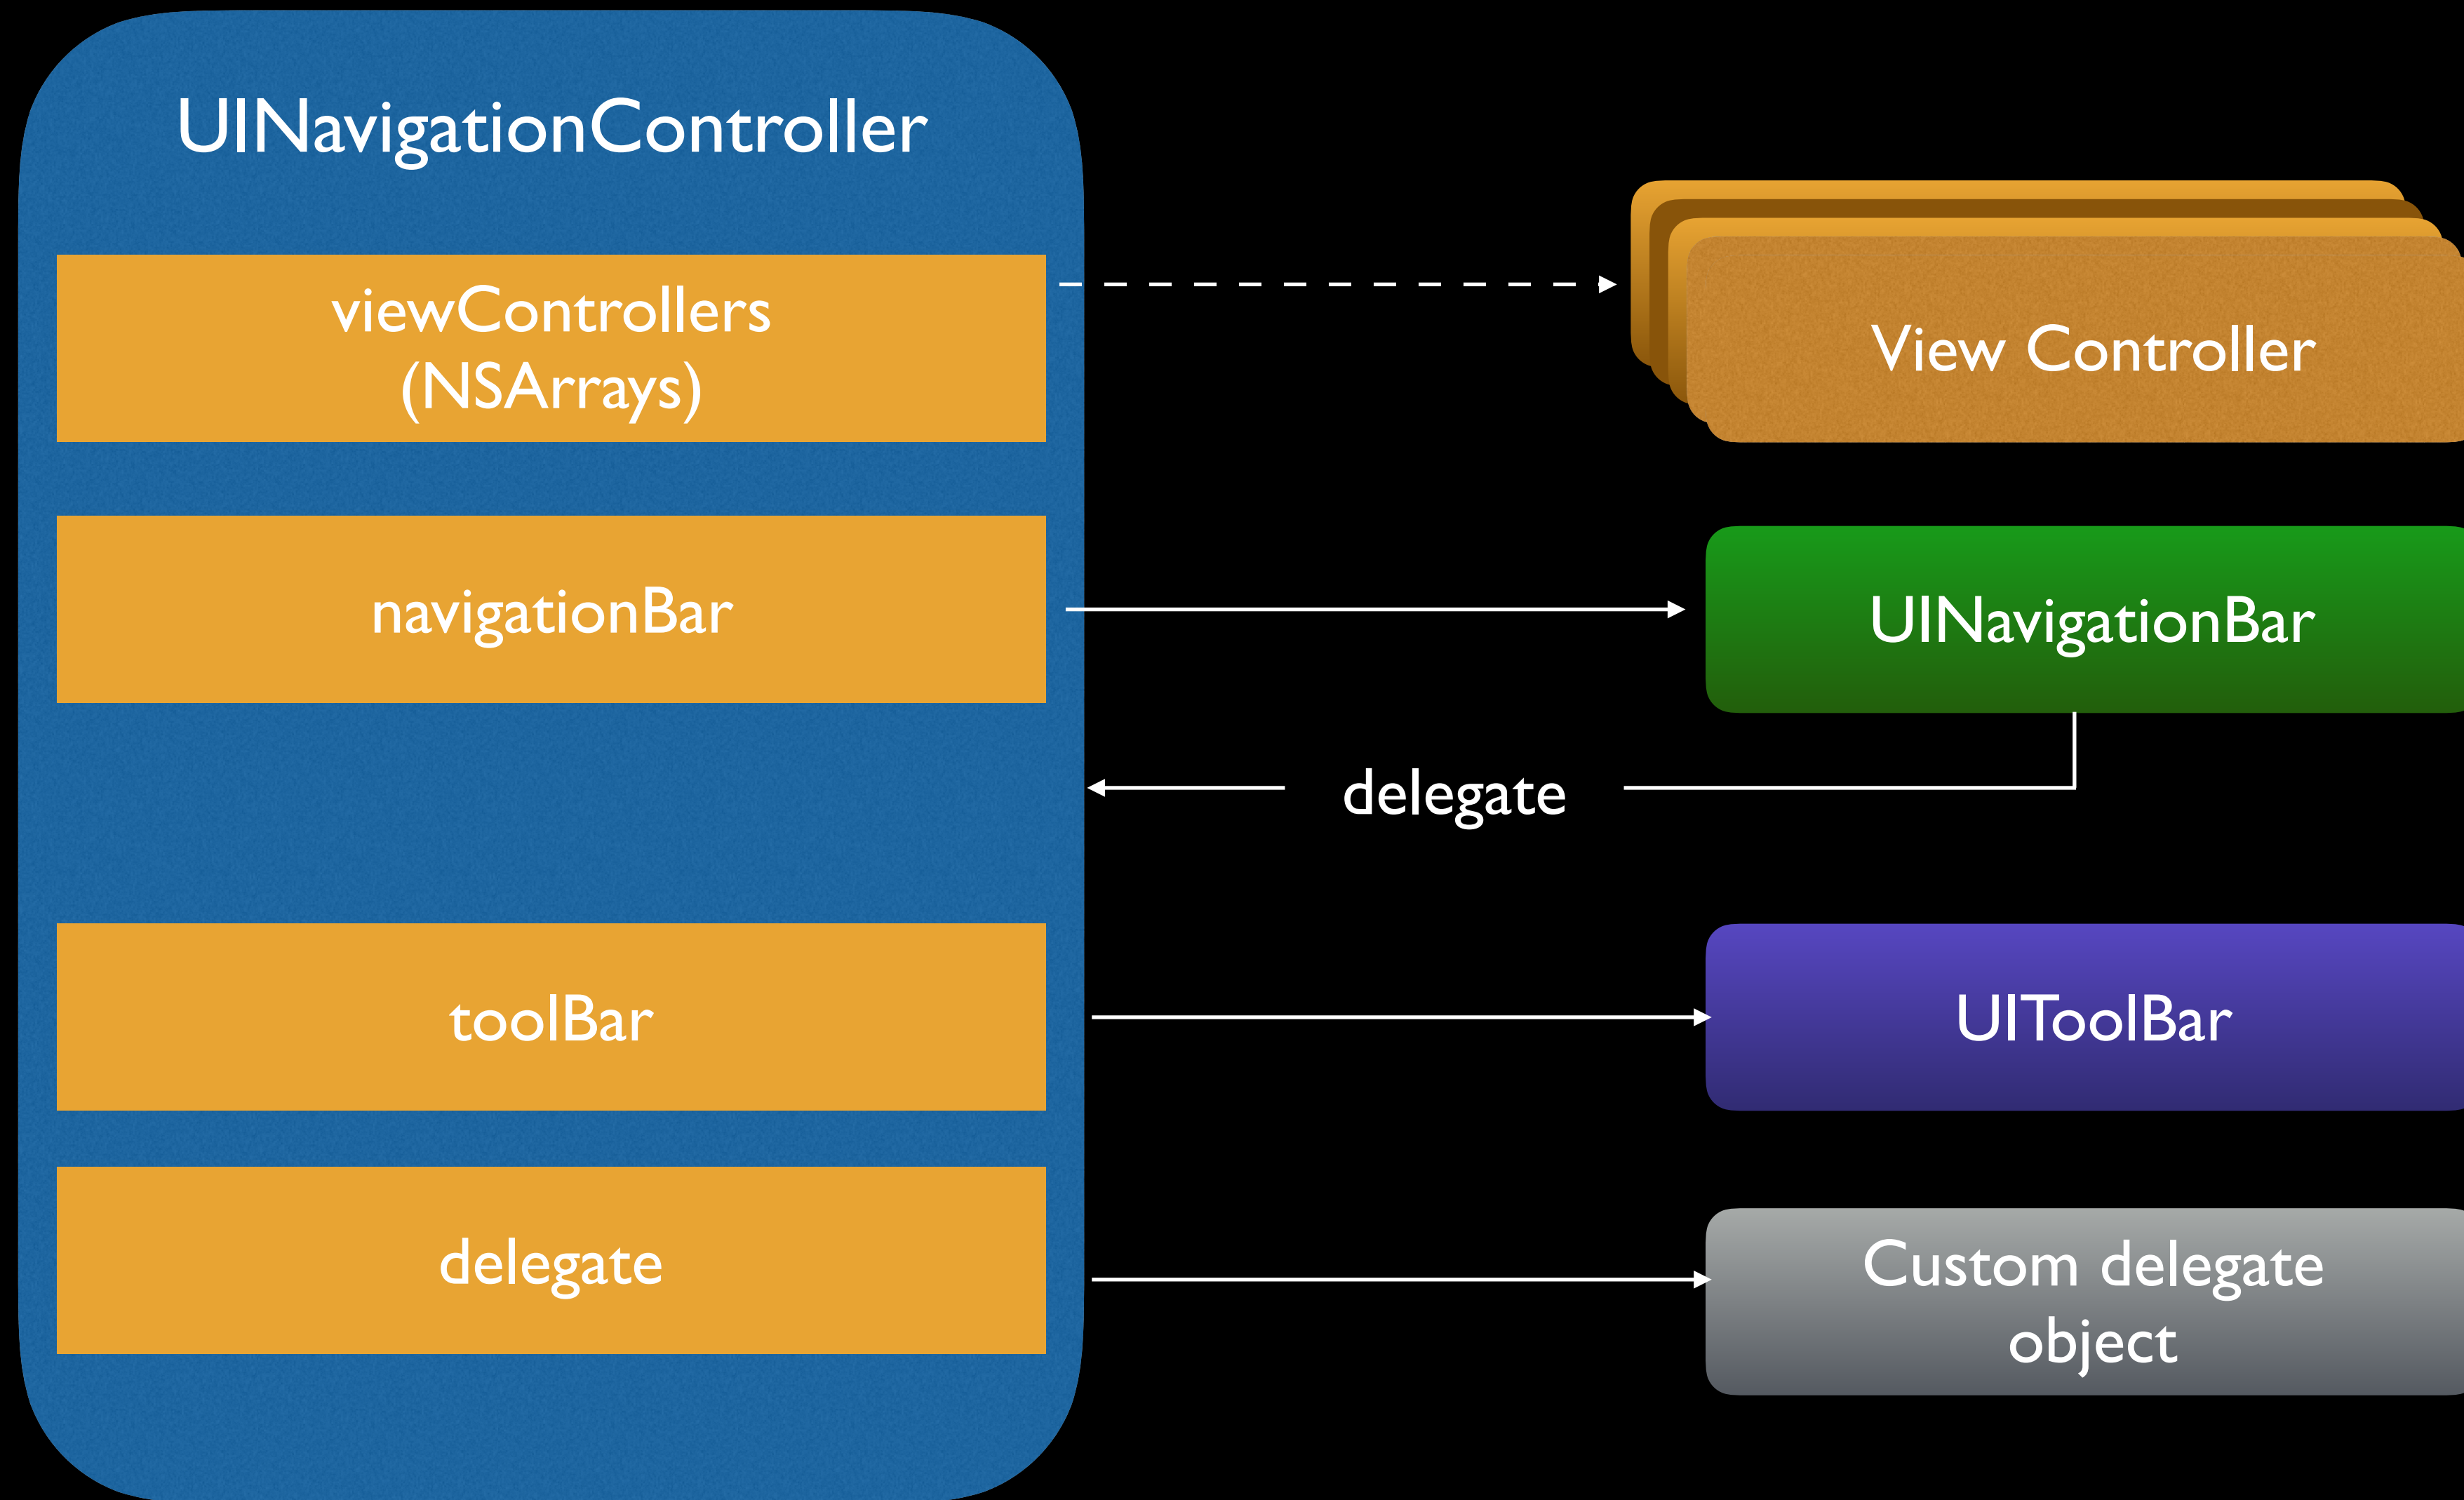 UINavigationController
viewControllers
(NSArrays)
View Controller
navigationBar
UINavigationBar
delegate
toolBar
UIToolBar
delegate
Custom delegate
object